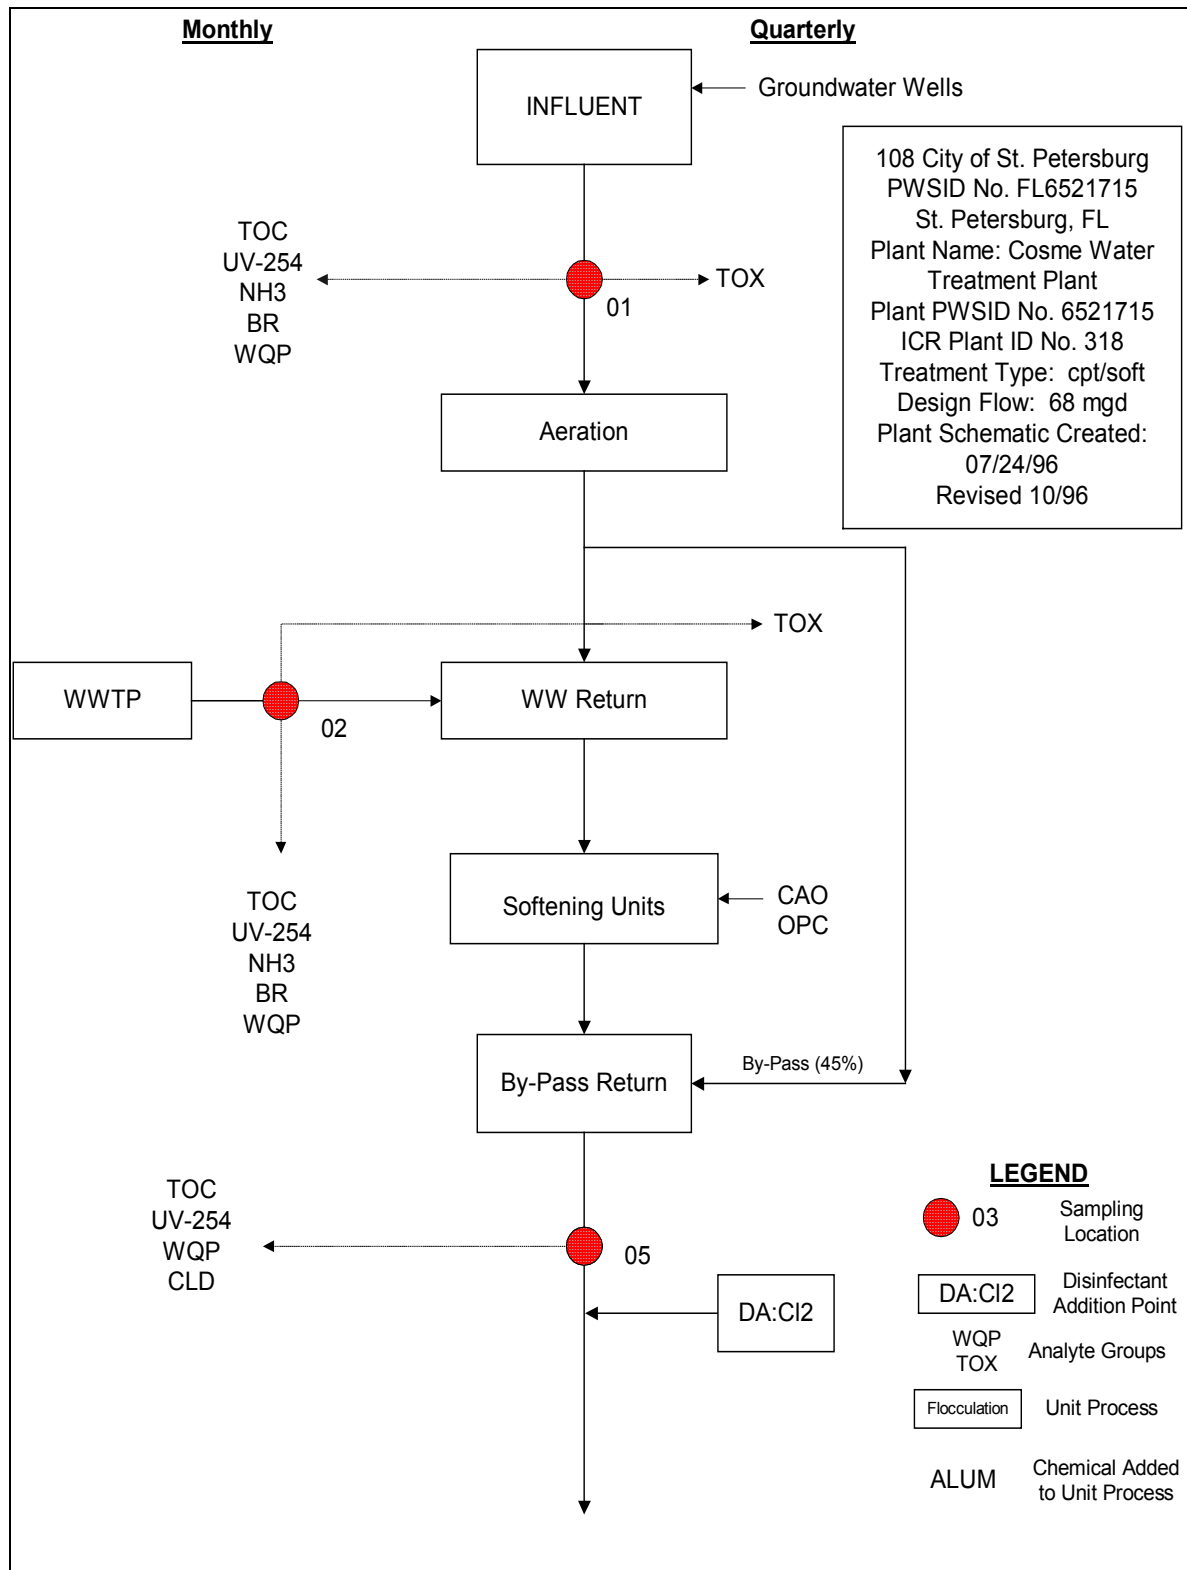 Monthly
Quarterly
INFLUENT
Groundwater Wells
108 City of St. Petersburg
PWSID No. FL6521715
St. Petersburg, FL
Plant Name: Cosme Water
Treatment Plant
Plant PWSID No. 6521715
ICR Plant ID No. 318
Treatment Type: cpt/soft
Design Flow: 68 mgd
Plant Schematic Created:
07/24/96
Revised 10/96
TOC
UV-254
NH3
BR
WQP
TOX
01
Aeration
TOX
WWTP
02
WW Return
TOC
UV-254
NH3
BR
WQP
Softening Units
CAO
OPC
By-Pass Return
By-Pass (45%)
TOC
UV-254
WQP
CLD
05
DA:Cl2
LEGEND
03
Sampling
Location
DA:Cl2
Disinfectant
Addition Point
WQP
TOX
Analyte Groups
Flocculation
Unit Process
ALUM
Chemical Added
to Unit Process